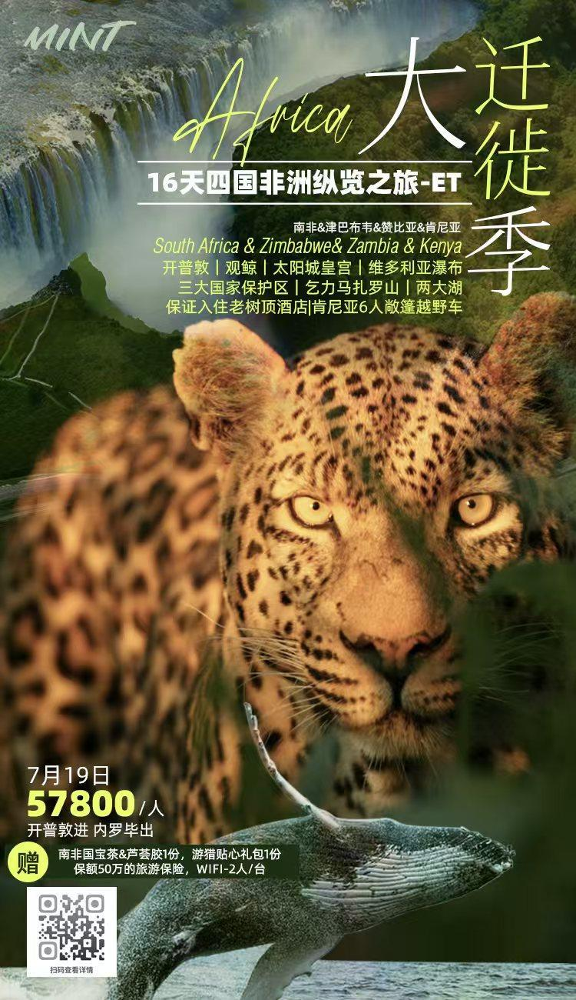 MINT
Africa
大迁徙季
16天四国非洲纵览之旅-ET
南非&津巴布韦&赞比亚&肯尼亚
South Africa & Zimbabwe& Zambia & Kenya
开普敦丨观鲸丨太阳城皇宫丨维多利亚瀑布
三大国家保护区丨乞力马扎罗山丨两大湖
保证入住老树顶酒店|肯尼亚6人敞篷越野车
7月19日
57800/人
开普敦进 内罗毕出
赠
南非国宝茶&芦荟胶1份，游猎贴心礼包1份
保额50万的旅游保险，WIFI-2人/台
扫码查看详情